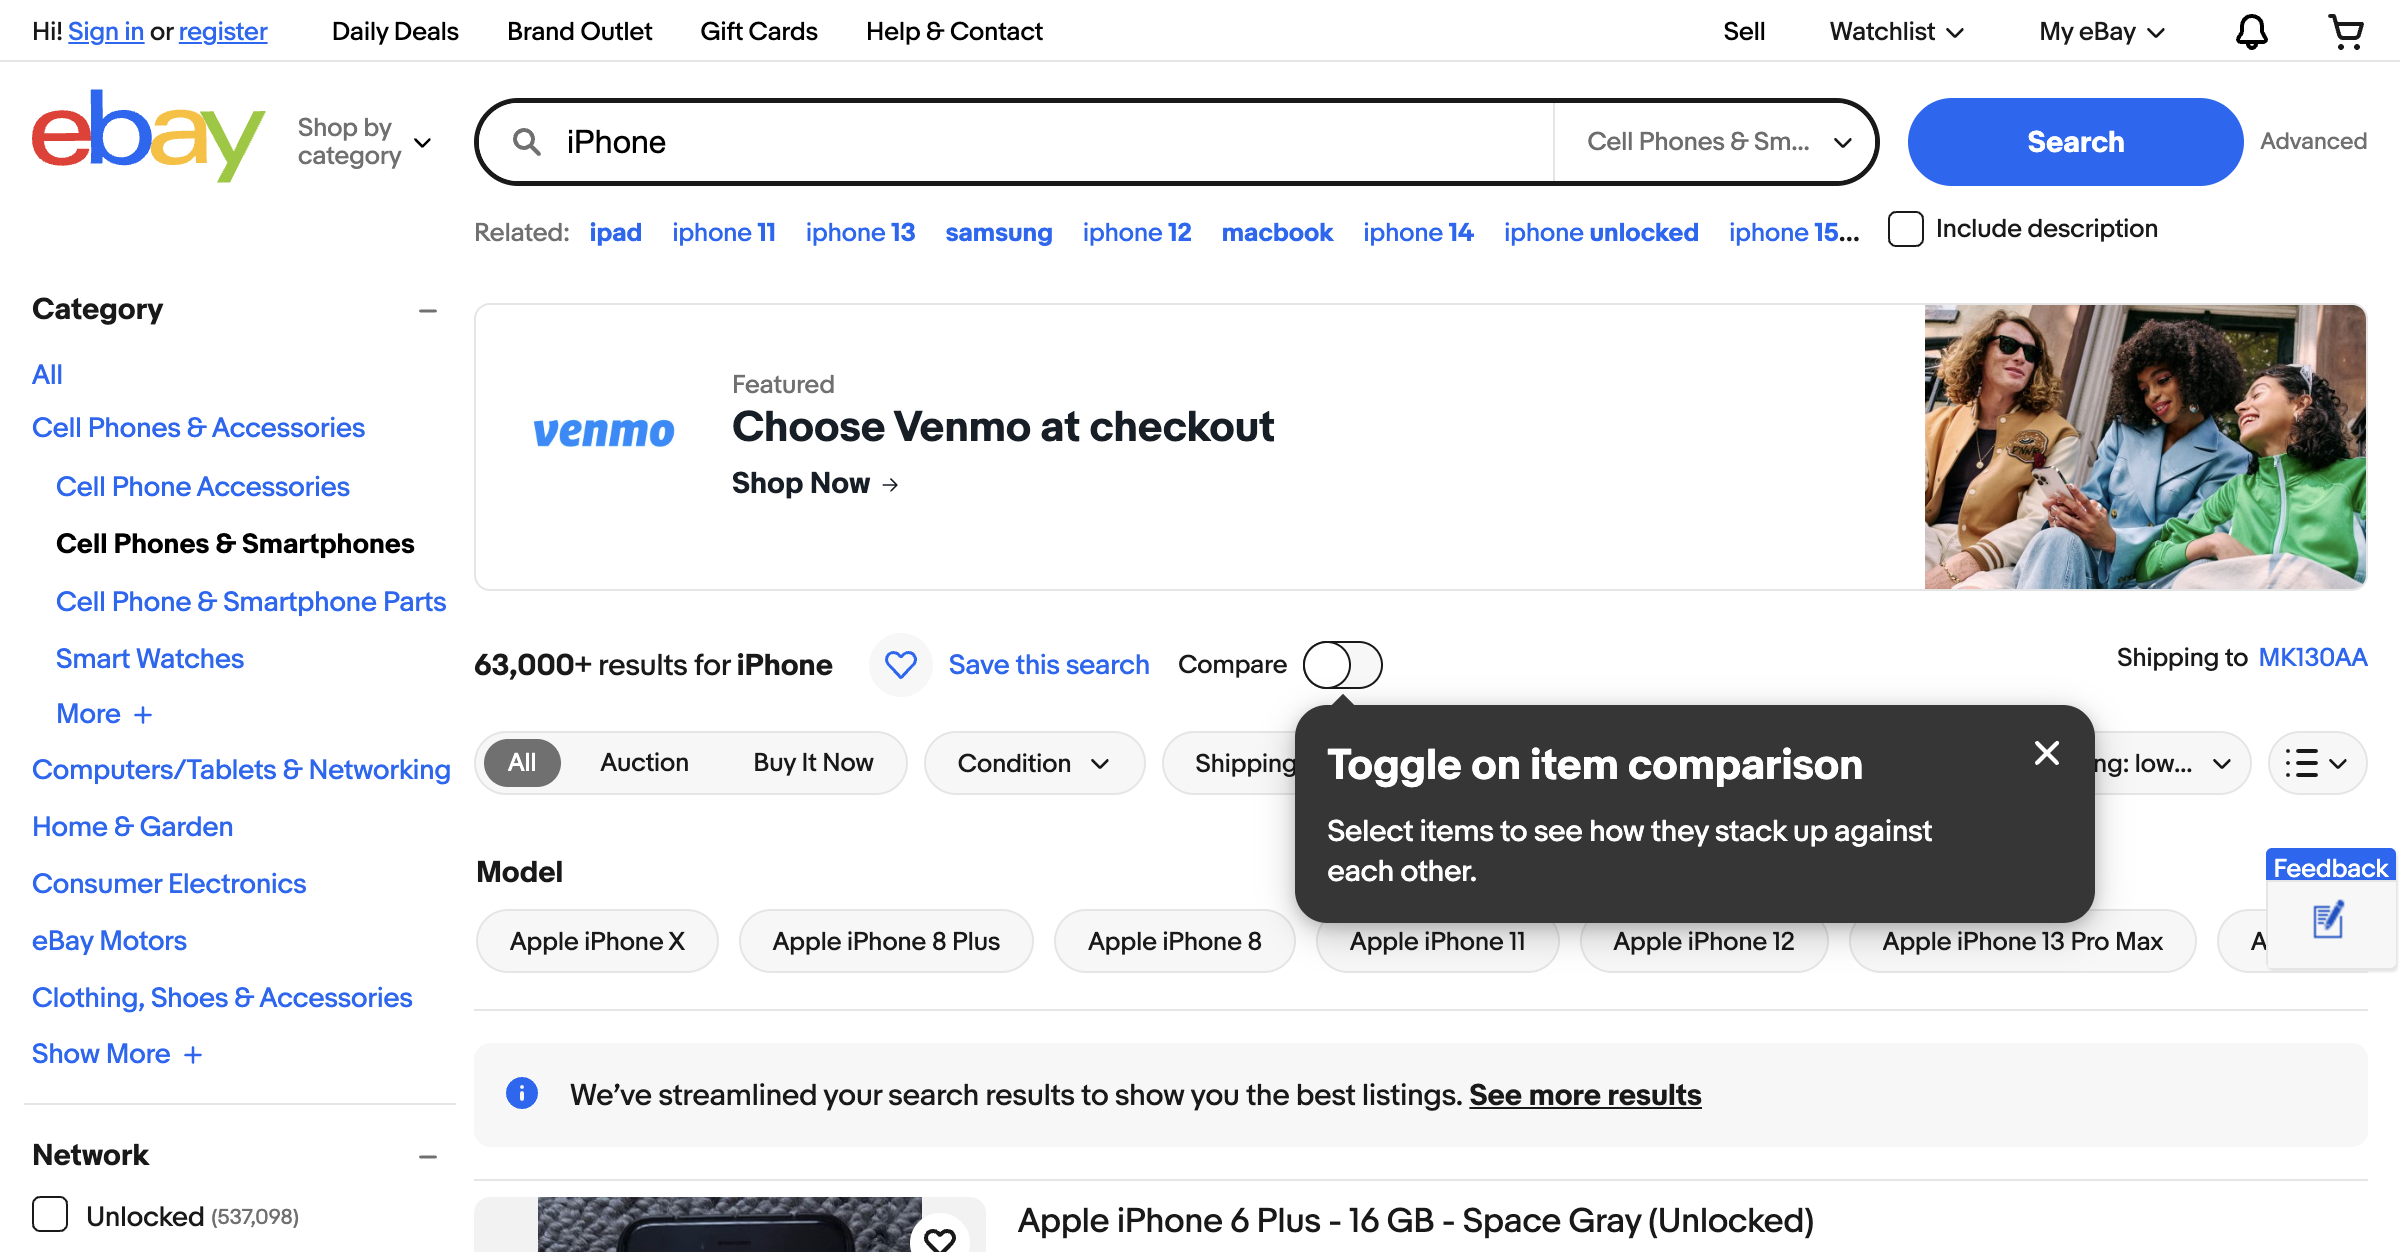 Hi! Sign in or register Daily Deals Brand Outlet Gift Cards Help & Contact Sell Watchlist My eBay
ebay
Shop by
category
iPhone
Cell Phones & Sm...
Search
Advanced
Related: ipad iphone 11 iphone 13 samsung iphone 12 macbook iphone 14 iphone unlocked iphone 15...
Include description
Category
All
Cell Phones & Accessories
Cell Phone Accessories
Cell Phones & Smartphones
Cell Phone & Smartphone Parts
Smart Watches
More +
Computers/Tablets & Networking
Home & Garden
Consumer Electronics
eBay Motors
Clothing, Shoes & Accessories
Show More +
Network
Unlocked (537,098)
venmo
Featured
Choose Venmo at checkout
Shop Now →
63,000+ results for iPhone
Save this search
Compare
Shipping to MK130AA
All Auction Buy It Now Condition Shipping
ng: low...
Toggle on item comparison
Select items to see how they stack up against
each other.
Model
Apple iPhone X Apple iPhone 8 Plus Apple iPhone 8 Apple iPhone 11 Apple iPhone 12 Apple iPhone 13 Pro Max A
Feedback
We've streamlined your search results to show you the best listings. See more results
Apple iPhone 6 Plus - 16 GB - Space Gray (Unlocked)